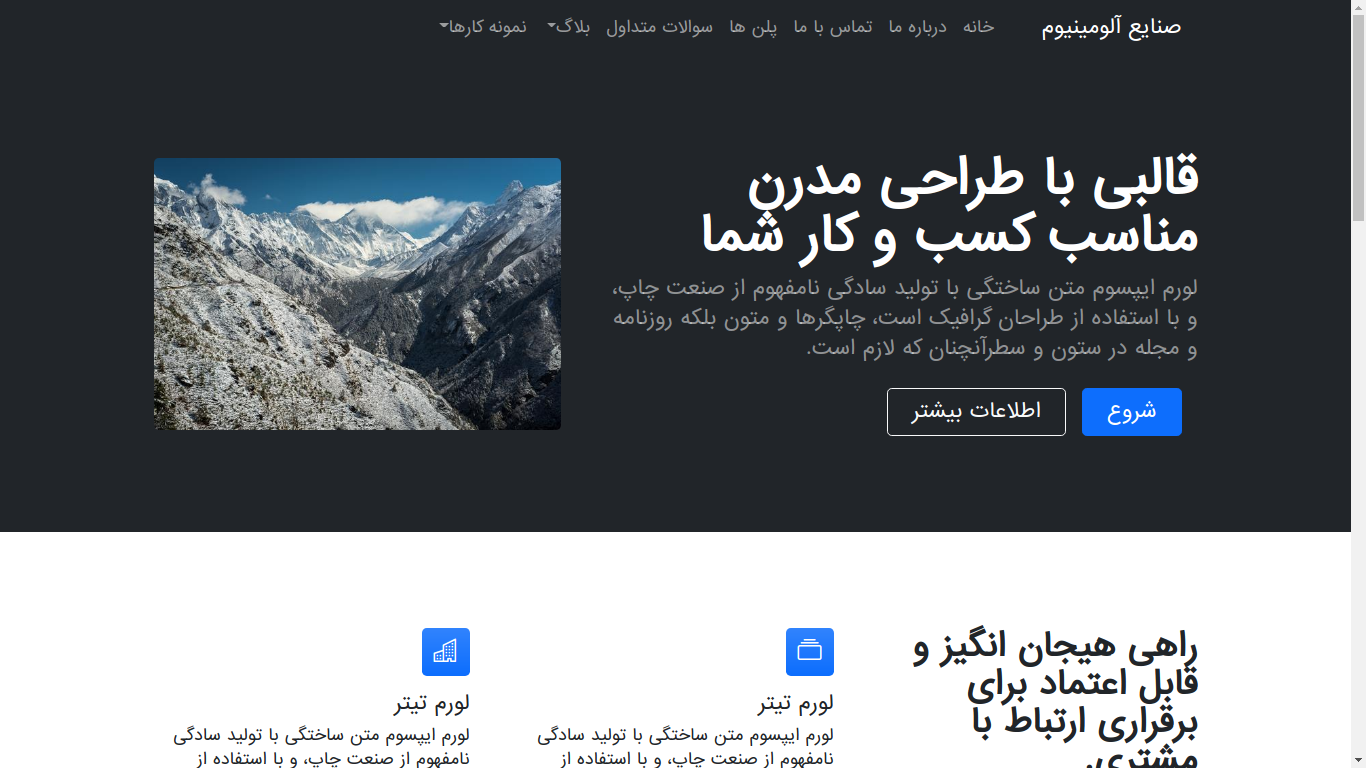 صنایع آلومینیوم
خانه
درباره ما
تماس با ما
پلن ها
سوالات متداول
بلاگ
نمونه کارها
قالبی با طراحی مدرن
مناسب کسب و کار شما
لورم ایپسوم متن ساختگی با تولید سادگی نامفهوم از صنعت چاپ،
و با استفاده از طراحان گرافیک است، چاپگرها و متون بلکه روزنامه
و مجله در ستون و سطرآنچنان که لازم است.
شروع
اطلاعات بیشتر
راهی هیجان انگیز و
قابل اعتماد برای
برقراری ارتباط با
مشتری.
لورم تیتر
لورم ایپسوم متن ساختگی با تولید سادگی
نامفهوم از صنعت چاپ، و با استفاده از
لورم تیتر
لورم ایپسوم متن ساختگی با تولید سادگی
نامفهوم از صنعت چاپ، و با استفاده از